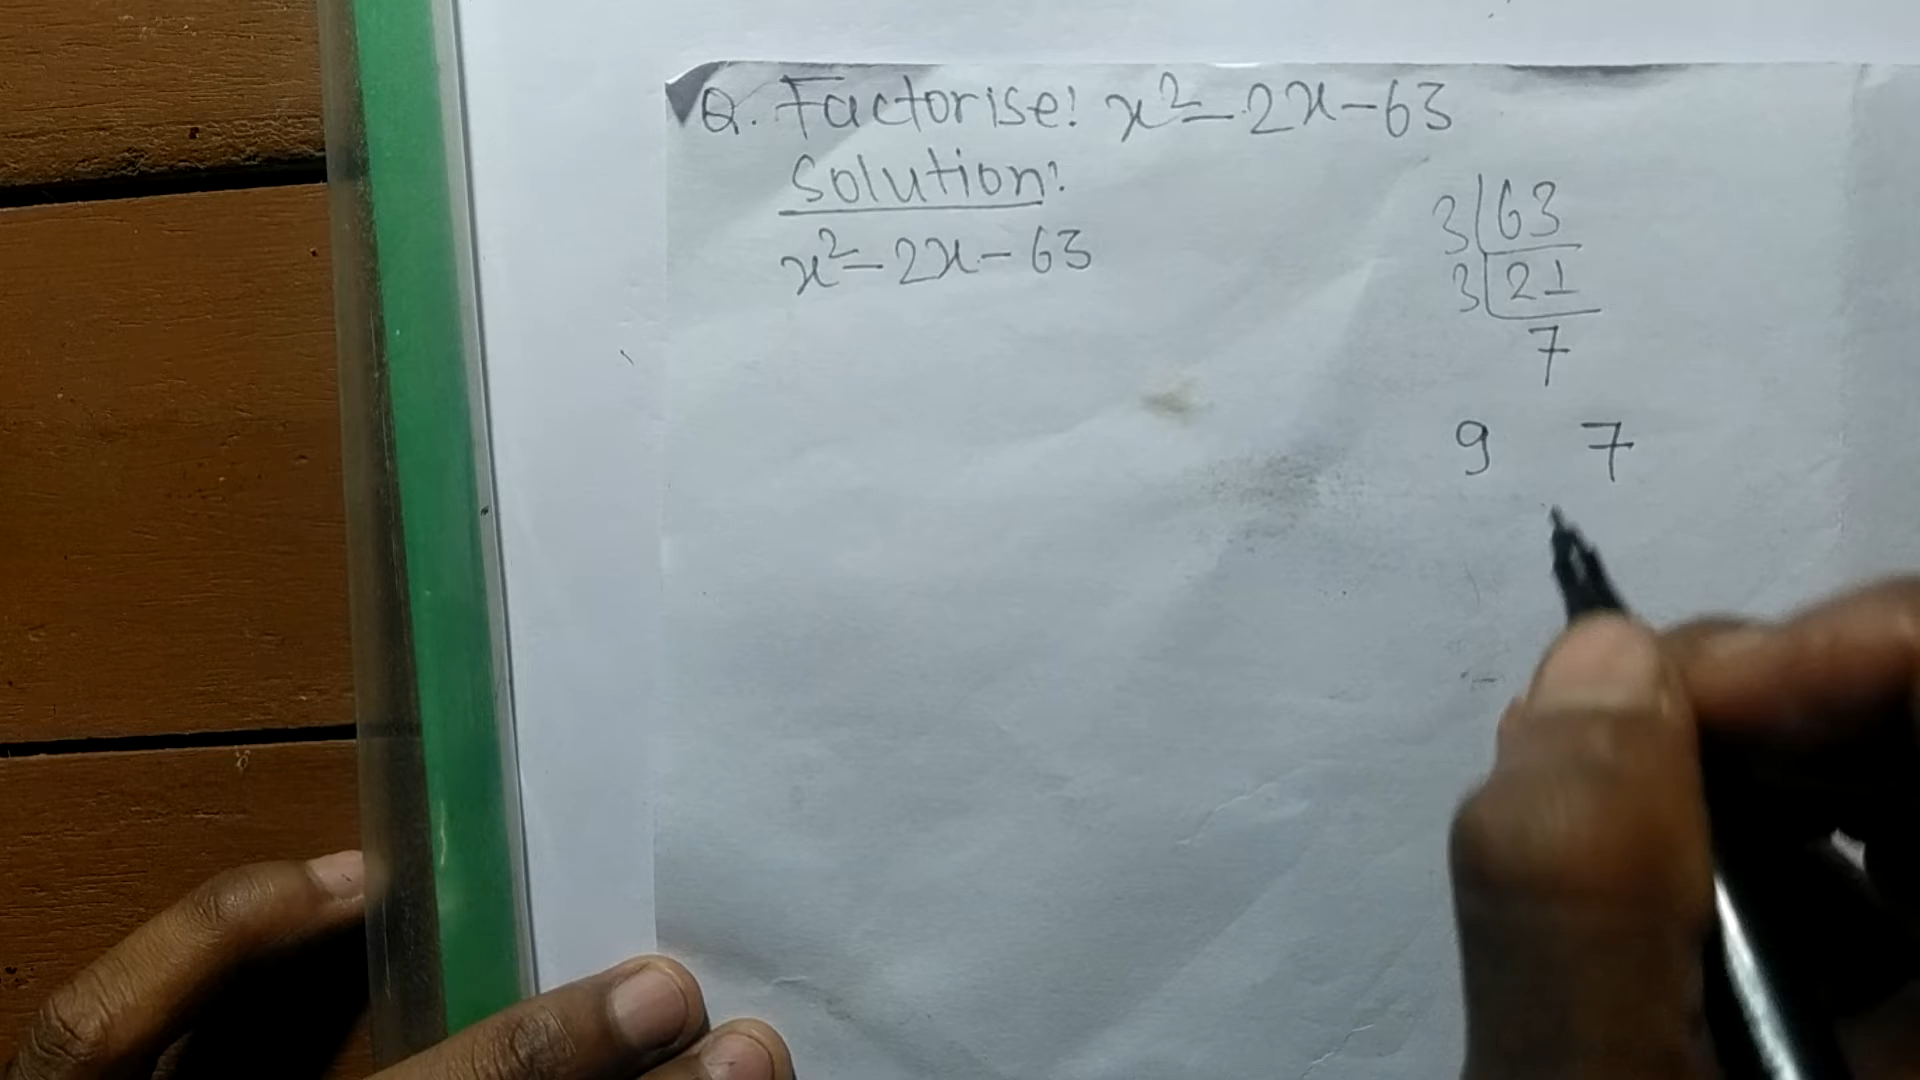 Q. Factorise: x² - 2x - 63
Solution:
x² - 2x - 63
3 | 63
3 | 21
7
9 7